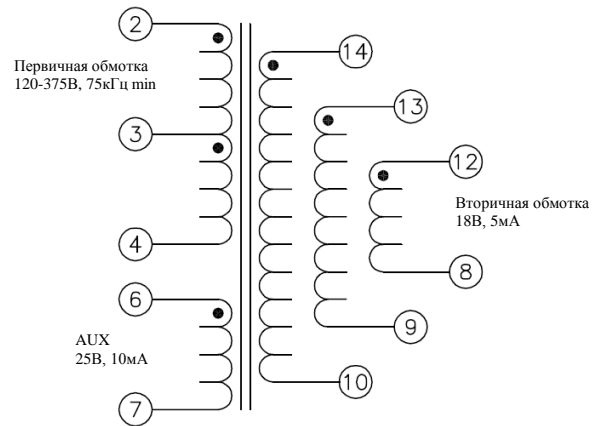 2
14
Первичная обмотка
120-375В, 75кГц min
13
3
12
Вторичная обмотка
18В, 5мА
4
8
6
9
AUX
25В, 10мА
10
7